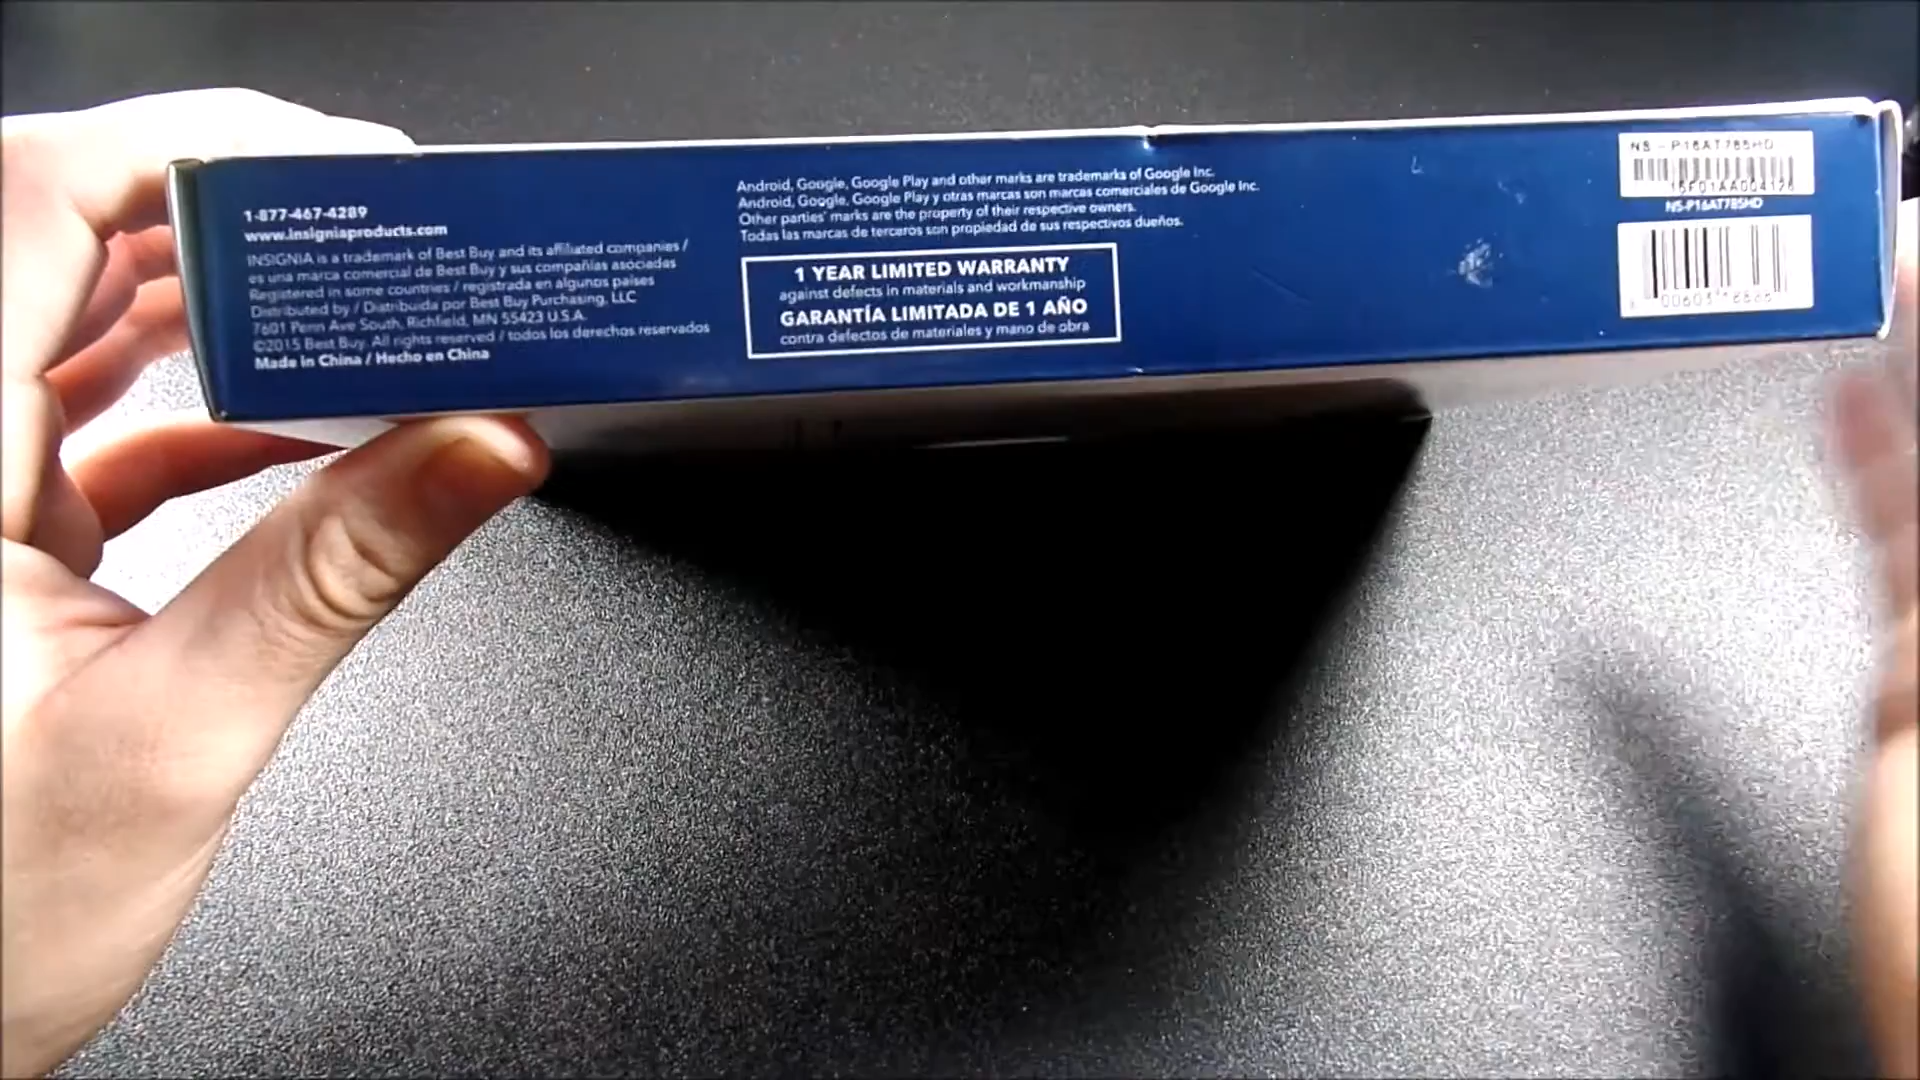 1-877-467-4289
www.insigniaproducts.com
INSIGNIA is a trademark of Best Buy and its affiliated companies /
es una marca comercial de Best Buy y sus compañías asociadas
Registered in some countries / registrada en algunos países
Distributed by / Distribuida por Best Buy Purchasing, LLC
7601 Penn Ave South, Richfield, MN 55423 U.S.A.
©2015 Best Buy. All rights reserved / todos los derechos reservados
Made in China / Hecho en China
Android, Google, Google Play and other marks are trademarks of Google Inc.
Android, Google, Google Play y otras marcas son marcas comerciales de Google Inc.
Other parties' marks are the property of their respective owners.
Todas las marcas de terceros son propiedad de sus respectivos dueños.
1 YEAR LIMITED WARRANTY
against defects in materials and workmanship
GARANTÍA LIMITADA DE 1 AÑO
contra defectos de materiales y mano de obra
NS-P16AT785HD
NS-P16AT785HD